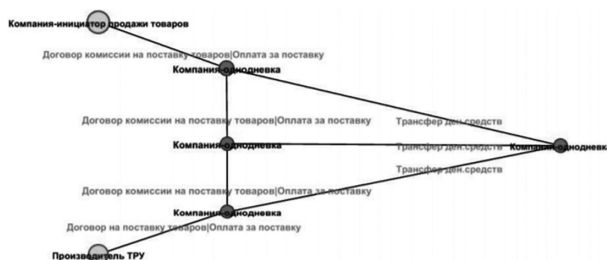 Компания-инициатор продажи товаров
Договор комиссии на поставку товаров|Оплата за поставку
Компания-однодневка
Договор комиссии на поставку товаров|Оплата за поставку
Трансфер ден.средств
Компания-однодневка
Трансфер ден.средств
Компания-однодневка
Трансфер ден.средств
Договор комиссии на поставку товаров|Оплата за поставку
Компания-однодневка
Договор на поставку товаров|Оплата за поставку
Производитель ТРУ